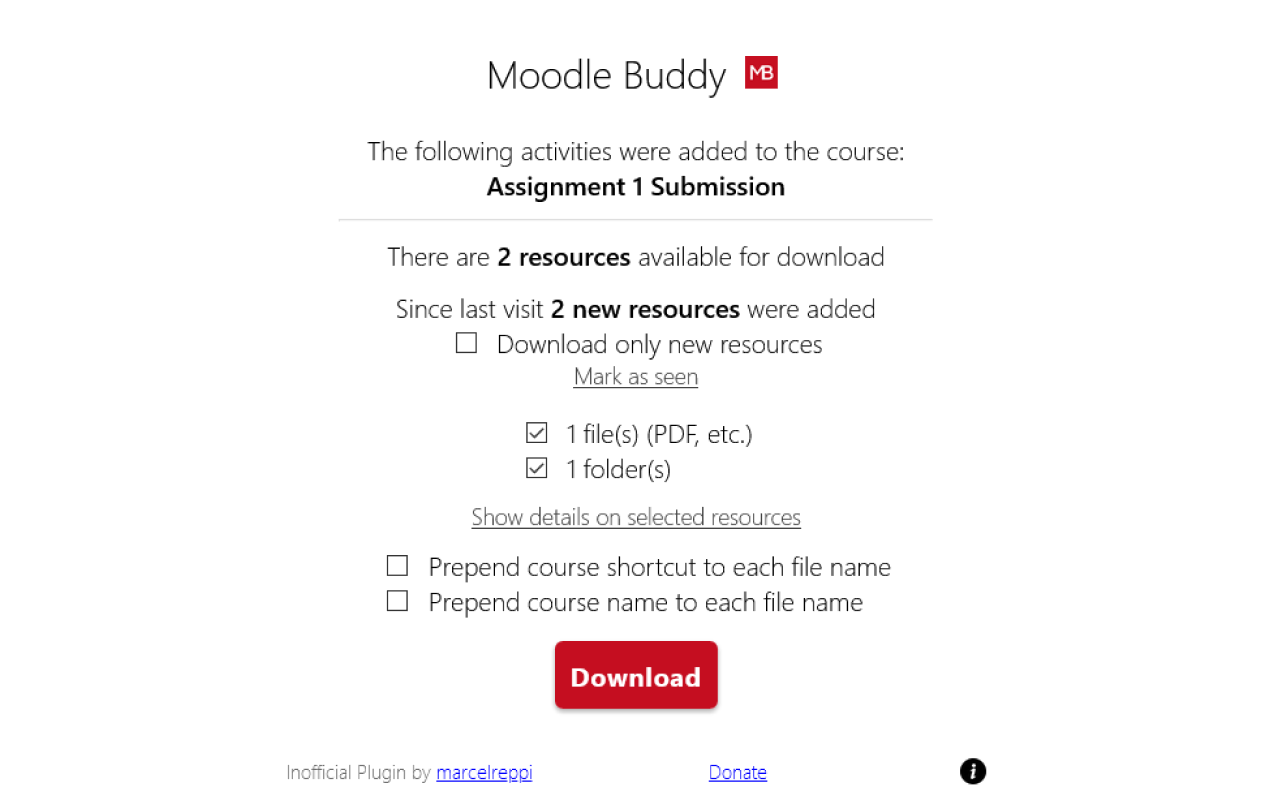 Moodle Buddy MB
The following activities were added to the course:
Assignment 1 Submission
There are 2 resources available for download
Since last visit 2 new resources were added
Download only new resources
Mark as seen
1 file(s) (PDF, etc.)
1 folder(s)
Show details on selected resources
Prepend course shortcut to each file name
Prepend course name to each file name
Download
Inofficial Plugin by marcelreppi Donate i